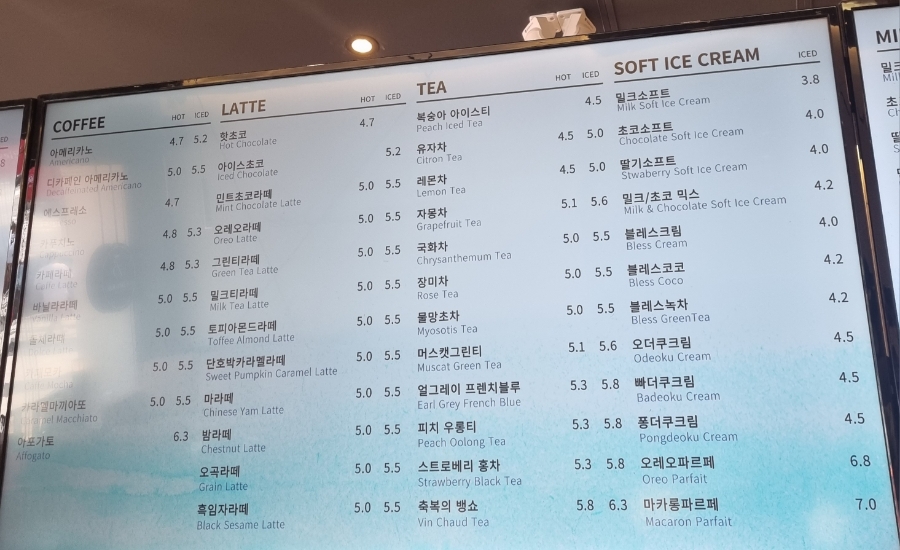 COFFEE HOT ICED
아메리카노 4.7 5.2
Americano
디카페인 아메리카노 5.0 5.5
Decaffeinated Americano
에스프레소 4.7
카푸치노 4.8 5.3
카페라떼 4.8 5.3
Caffe Latte
바닐라라떼 5.0 5.5
Vanilla Latte
5.0 5.5
5.0 5.5
Mocha
카라멜마끼아또 5.0 5.5
Caramel Macchiato
아포가토 6.3
Affogato
LATTE HOT ICED
핫초코 4.7
Hot Chocolate
아이스초코 5.2
Iced Chocolate
민트초코라떼 5.0 5.5
Mint Chocolate Latte
오레오라떼 5.0 5.5
Oreo Latte
그린티라떼 5.0 5.5
Green Tea Latte
밀크티라떼 5.0 5.5
Milk Tea Latte
토피아몬드라떼 5.0 5.5
Toffee Almond Latte
단호박카라멜라떼 5.0 5.5
Sweet Pumpkin Caramel Latte
마라떼 5.0 5.5
Chinese Yam Latte
밤라떼 5.0 5.5
Chestnut Latte
오곡라떼 5.0 5.5
Grain Latte
흑임자라떼 5.0 5.5
Black Sesame Latte
TEA HOT ICED
복숭아 아이스티 4.5
Peach Iced Tea
유자차 4.5 5.0
Citron Tea
레몬차 4.5 5.0
Lemon Tea
자몽차 5.1 5.6
Grapefruit Tea
국화차 5.0 5.5
Chrysanthemum Tea
장미차 5.0 5.5
Rose Tea
물망초차 5.0 5.5
Myosotis Tea
머스캣그린티 5.1 5.6
Muscat Green Tea
얼그레이 프렌치블루 5.3 5.8
Earl Grey French Blue
피치 우롱티 5.3 5.8
Peach Oolong Tea
스트로베리 홍차 5.3 5.8
Strawberry Black Tea
축복의 뱅쇼 5.8 6.3
Vin Chaud Tea
SOFT ICE CREAM ICED
밀크소프트 3.8
Milk Soft Ice Cream
초코소프트 4.0
Chocolate Soft Ice Cream
딸기소프트 4.0
Stwaberry Soft Ice Cream
밀크/초코 믹스 4.2
Milk & Chocolate Soft Ice Cream
블레스크림 4.0
Bless Cream
블레스코코 4.2
Bless Coco
블레스녹차 4.2
Bless GreenTea
오더쿠크림 4.5
Odeoku Cream
빠더쿠크림 4.5
Badeoku Cream
퐁더쿠크림 4.5
Pongdeoku Cream
오레오파르페 6.8
Oreo Parfait
마카롱파르페 7.0
Macaron Parfait